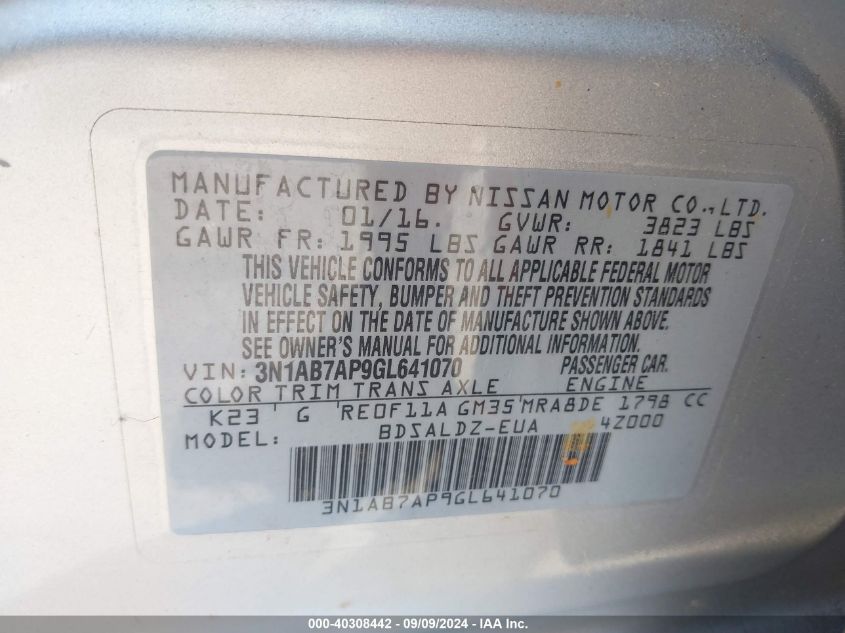 MANUFACTURED BY NISSAN MOTOR CO.,LTD.
DATE: 01/16. GVWR: 3823 LBS
GAWR FR: 1995 LBS GAWR RR: 1841 LBS
THIS VEHICLE CONFORMS TO ALL APPLICABLE FEDERAL MOTOR
VEHICLE SAFETY, BUMPER AND THEFT PREVENTION STANDARDS
IN EFFECT ON THE DATE OF MANUFACTURE SHOWN ABOVE.
SEE OWNER'S MANUAL FOR ADDITIONAL INFORMATION.
VIN: 3N1AB7AP9GL641070 PASSENGER CAR.
COLOR TRIM TRANS AXLE ENGINE
K23 ' G 'RE0F11A GM35'MRA8DE 1798 CC
MODEL: BDSALDZ-EUA 4Z000
3N1AB7AP9GL641070
000-40308442 - 09/09/2024 - IAA Inc.